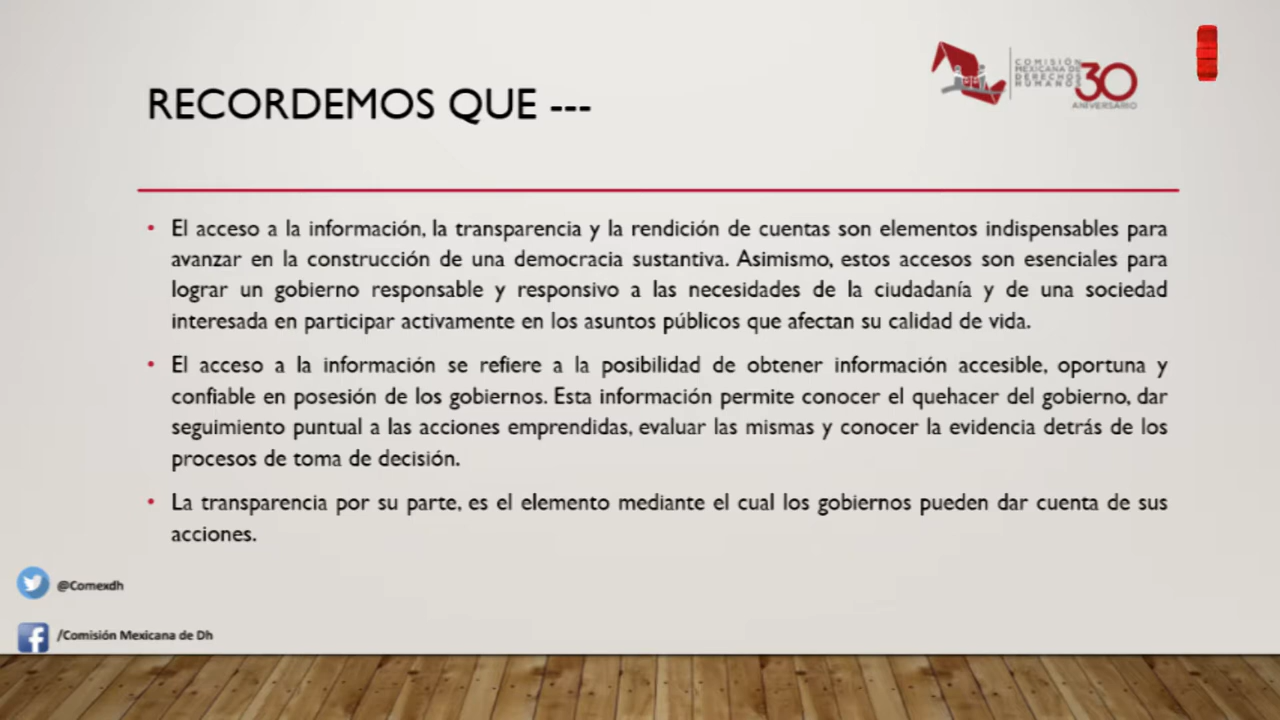 RECORDEMOS QUE ---
COMISIÓN
MEXICANA DE
DERECHOS
HUMANOS
30
ANIVERSARIO
• El acceso a la información, la transparencia y la rendición de cuentas son elementos indispensables para
avanzar en la construcción de una democracia sustantiva. Asimismo, estos accesos son esenciales para
lograr un gobierno responsable y responsivo a las necesidades de la ciudadanía y de una sociedad
interesada en participar activamente en los asuntos públicos que afectan su calidad de vida.
• El acceso a la información se refiere a la posibilidad de obtener información accesible, oportuna y
confiable en posesión de los gobiernos. Esta información permite conocer el quehacer del gobierno, dar
seguimiento puntual a las acciones emprendidas, evaluar las mismas y conocer la evidencia detrás de los
procesos de toma de decisión.
• La transparencia por su parte, es el elemento mediante el cual los gobiernos pueden dar cuenta de sus
acciones.
@Comexdh
/Comisión Mexicana de Dh